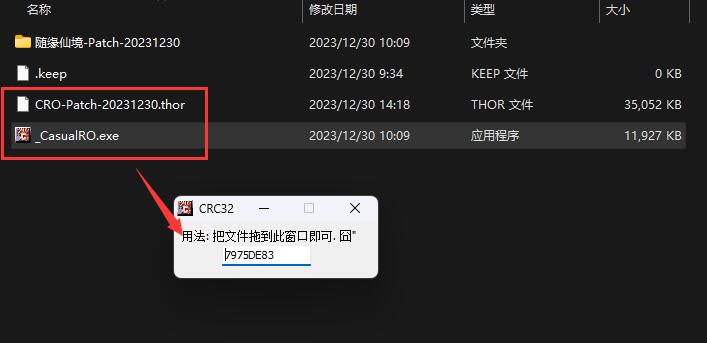 名称 修改日期 类型 大小
随缘仙境-Patch-20231230 2023/12/30 10:09 文件夹
.keep 2023/12/30 9:34 KEEP 文件 0 KB
CRO-Patch-20231230.thor 2023/12/30 14:18 THOR 文件 35,052 KB
_CasualRO.exe 2023/12/30 10:09 应用程序 11,927 KB
CRC32
用法: 把文件拖到此窗口即可. 囧"
7975DE83